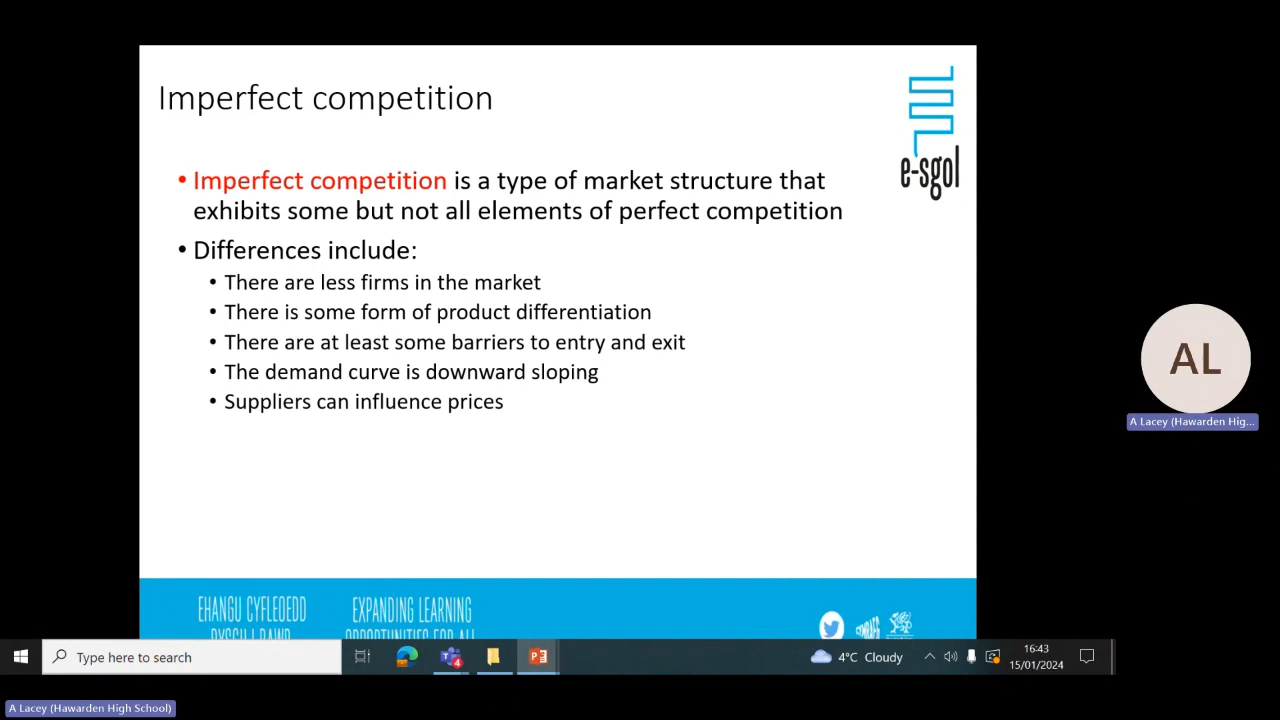 Imperfect competition
e-sgol
• Imperfect competition is a type of market structure that
exhibits some but not all elements of perfect competition
• Differences include:
• There are less firms in the market
• There is some form of product differentiation
• There are at least some barriers to entry and exit
• The demand curve is downward sloping
• Suppliers can influence prices
AL
A Lacey (Hawarden Hig...
EHANGU CYFLEOEDD
EXPANDING LEARNING
OPPORTUNITIES FOR ALL
Type here to search
4
4°C Cloudy
16:43
15/01/2024
A Lacey (Hawarden High School)